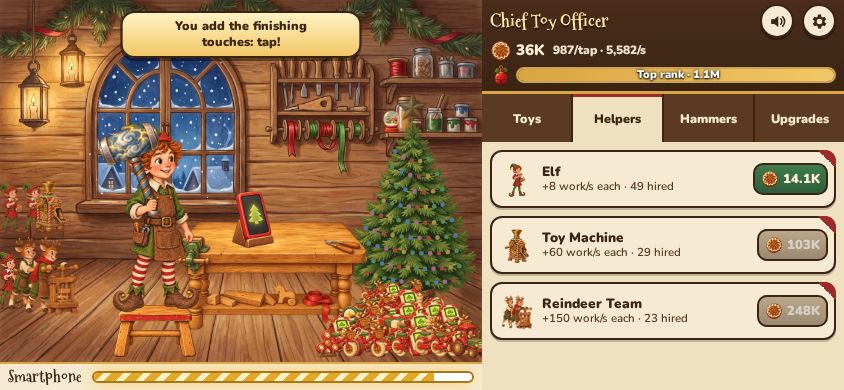 You add the finishing
touches: tap!
Smartphone
Chief Toy Officer
36K 987/tap · 5,582/s
Top rank · 1.1M
Toys Helpers Hammers Upgrades
Elf
+8 work/s each · 49 hired
14.1K
Toy Machine
+60 work/s each · 29 hired
103K
Reindeer Team
+150 work/s each · 23 hired
248K